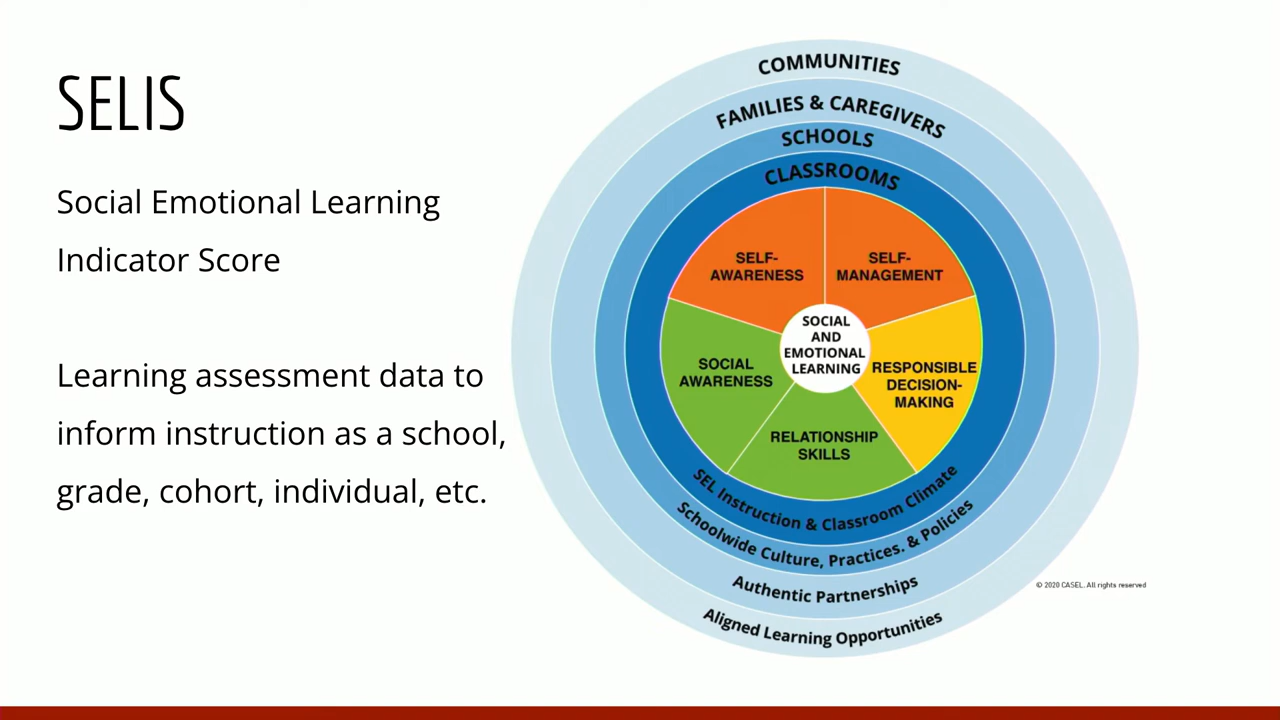 SELIS
Social Emotional Learning
Indicator Score
Learning assessment data to
inform instruction as a school,
grade, cohort, individual, etc.
COMMUNITIES
FAMILIES & CAREGIVERS
SCHOOLS
CLASSROOMS
SELF-
AWARENESS
SELF-
MANAGEMENT
SOCIAL
AND
EMOTIONAL
LEARNING
SOCIAL
AWARENESS
RESPONSIBLE
DECISION-
MAKING
RELATIONSHIP
SKILLS
SEL Instruction & Classroom Climate
Schoolwide Culture, Practices. & Policies
Authentic Partnerships
Aligned Learning Opportunities
© 2020 CASEL. All rights reserved